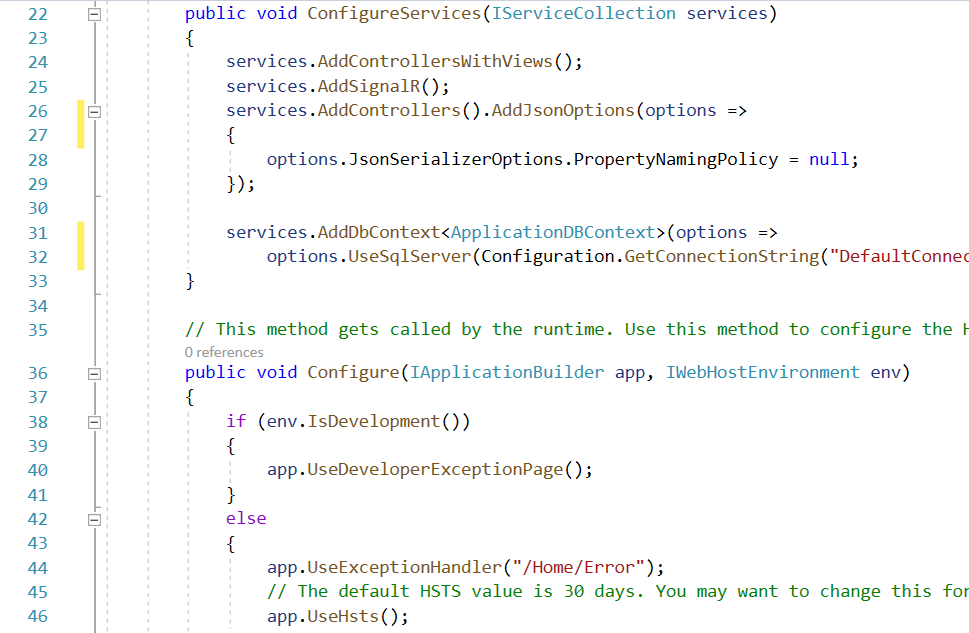 22 public void ConfigureServices(IServiceCollection services)
23 {
24 services.AddControllersWithViews();
25 services.AddSignalR();
26 services.AddControllers().AddJsonOptions(options =>
27 {
28 options.JsonSerializerOptions.PropertyNamingPolicy = null;
29 });
30
31 services.AddDbContext<ApplicationDBContext>(options =>
32 options.UseSqlServer(Configuration.GetConnectionString("DefaultConnec
33 }
34
35 // This method gets called by the runtime. Use this method to configure the H
0 references
36 public void Configure(IApplicationBuilder app, IWebHostEnvironment env)
37 {
38 if (env.IsDevelopment())
39 {
40 app.UseDeveloperExceptionPage();
41 }
42 else
43 {
44 app.UseExceptionHandler("/Home/Error");
45 // The default HSTS value is 30 days. You may want to change this for
46 app.UseHsts();